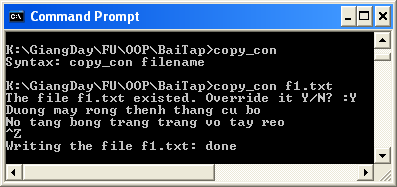 Command Prompt
K:\GiangDay\FU\OOP\BaiTap>copy_con
Syntax: copy_con filename
K:\GiangDay\FU\OOP\BaiTap>copy_con f1.txt
The file f1.txt existed. Override it Y/N? :Y
Duong may rong thenh thang cu bo
No tang bong trang trang vo tay reo
^Z
Writing the file f1.txt: done